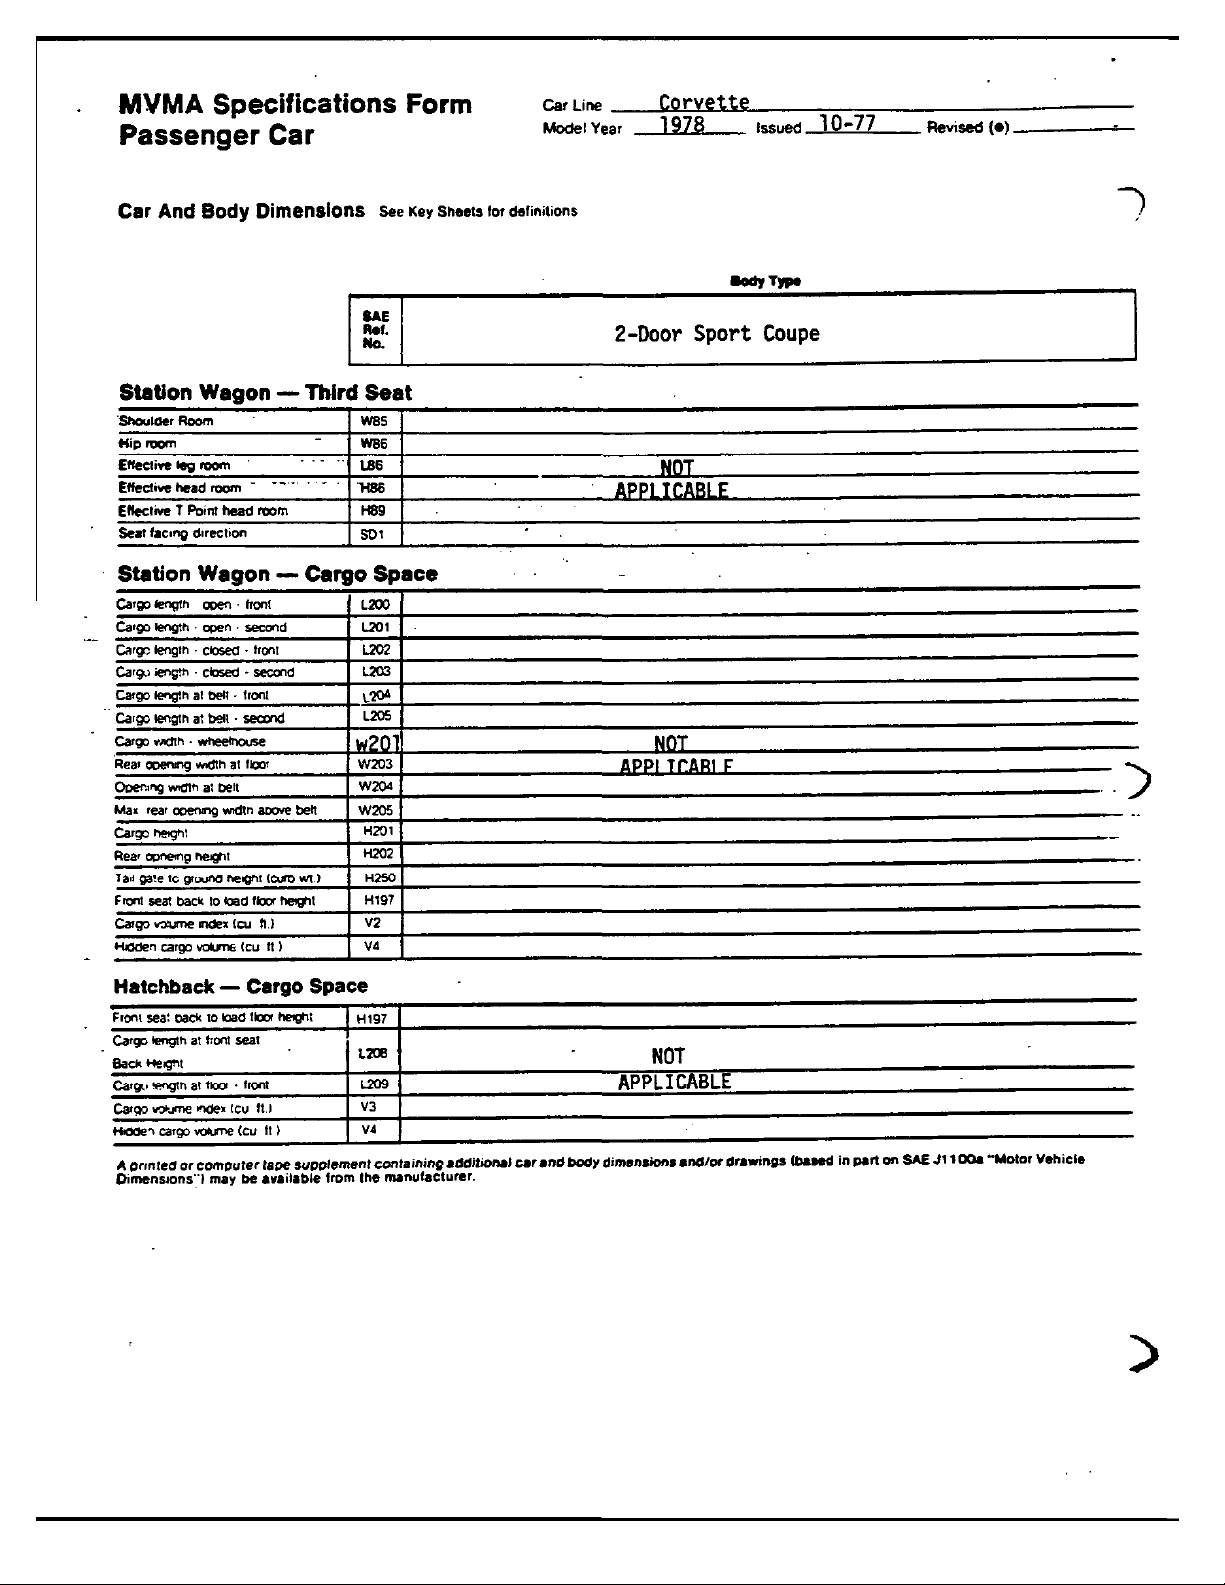 MVMA Specifications Form
Passenger Car
Car Line Corvette
Model Year 1978 Issued 10-77 Revised (●)
Car And Body Dimensions See Key Sheets for definitions
Body Type
SAE
Ref.
No.
2-Door Sport Coupe
Station Wagon — Third Seat
Shoulder Room W85
Hip room W86
Effective leg room L86 NOT
Effective head room H86 APPLICABLE
Effective T Point head room H89
Seat facing direction SD1
Station Wagon — Cargo Space
Cargo length open - front L200
Cargo length - open - second L201
Cargo length - closed - front L202
Cargo length - closed - second L203
Cargo length at belt - front L204
Cargo length at belt - second L205
Cargo width - wheelhouse W201 NOT
Rear opening width at floor W203 APPLICABLE
Opening width at belt W204
Max rear opening width above belt W205
Cargo height H201
Rear opneing height H202
Tail gate to ground height (curb wt.) H250
Front seat back to load floor height H197
Cargo volume index (cu ft.) V2
Hidden cargo volume (cu ft) V4
Hatchback — Cargo Space
Front seat back to load floor height H197
Cargo length at front seat
Back Height L208 NOT
Cargo length at floor - front L209 APPLICABLE
Cargo volume index (cu ft.) V3
Hidden cargo volume (cu ft) V4
A printed or computer tape supplement containing additional car and body dimensions and/or drawings (based in part on SAE J1100a "Motor Vehicle
Dimensions") may be available from the manufacturer.